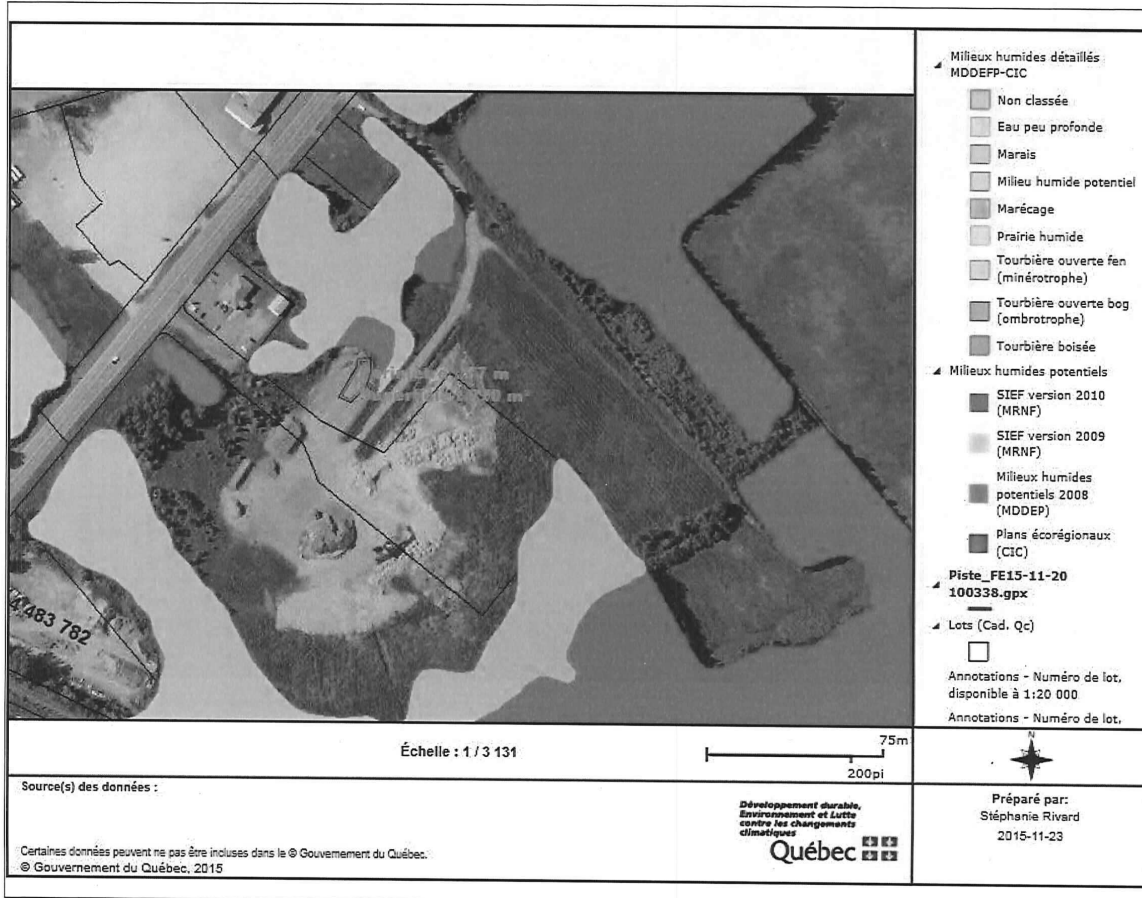 Milieux humides détaillés
MDDEFP-CIC
Non classée
Eau peu profonde
Marais
Milieu humide potentiel
Marécage
Prairie humide
Tourbière ouverte fen
(minérotrophe)
Tourbière ouverte bog
(ombrotrophe)
Tourbière boisée
Milieux humides potentiels
SIEF version 2010
(MRNF)
SIEF version 2009
(MRNF)
Milieux humides
potentiels 2008
(MDDEP)
Plans écorégionaux
(CIC)
Piste_FE15-11-20
100338.gpx
Lots (Cad. Qc)
Annotations - Numéro de lot,
disponible à 1:20 000
Annotations - Numéro de lot,
4 483 782
Échelle : 1 / 3 131
75m
200pi
N
Source(s) des données :
Certaines données peuvent ne pas être incluses dans le © Gouvernement du Québec.
© Gouvernement du Québec, 2015
Développement durable,
Environnement et Lutte
contre les changements
climatiques
Québec
Préparé par:
Stéphanie Rivard
2015-11-23